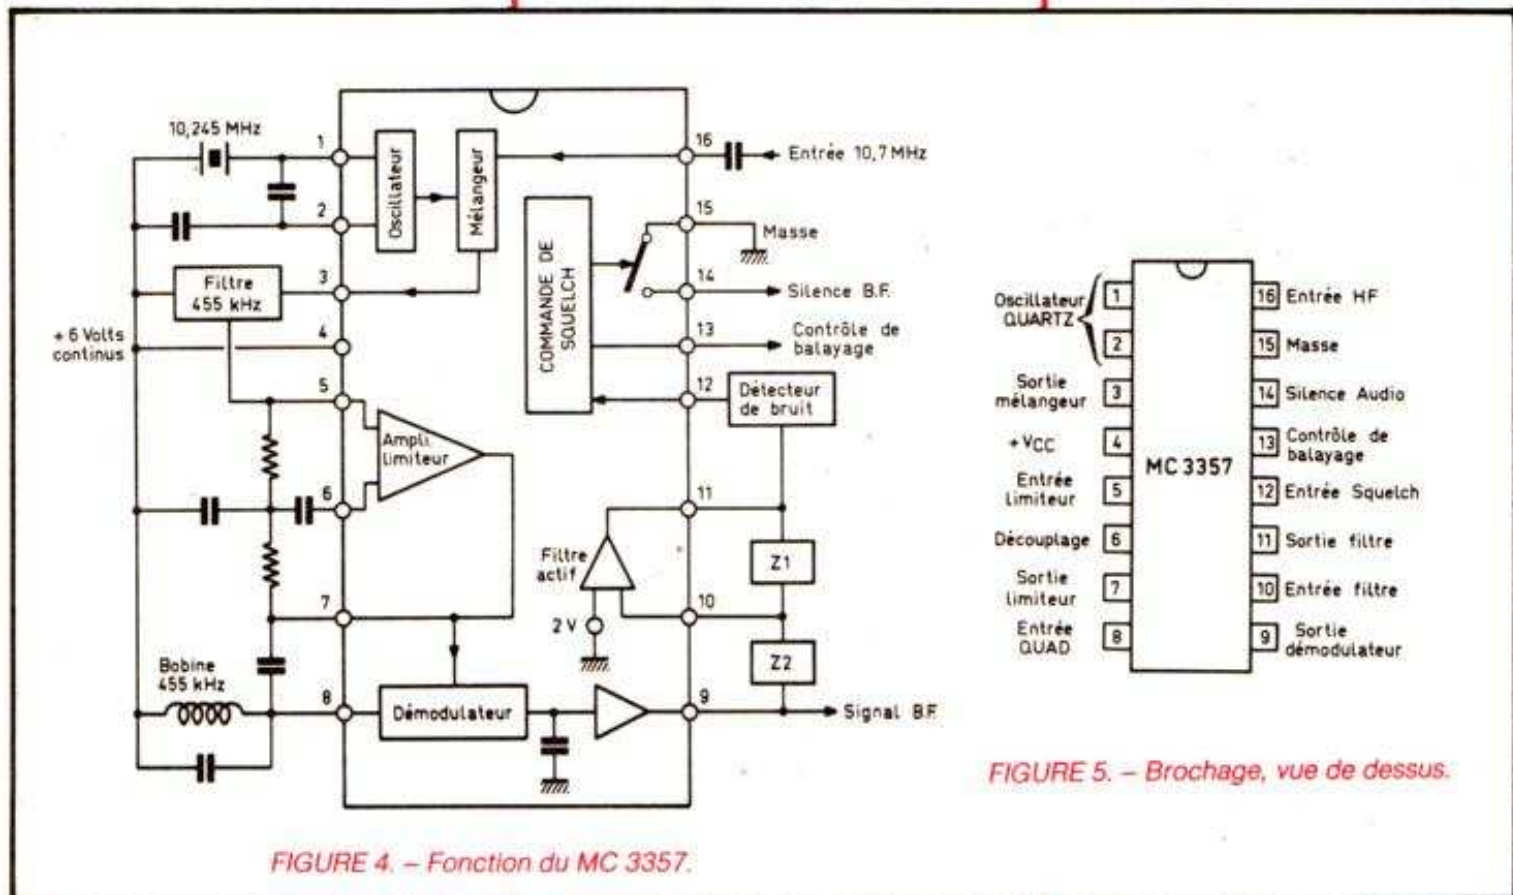 10,245 MHz
1
2
3
4
5
6
7
8
Oscillateur
Mélangeur
Filtre
455 kHz
+ 6 Volts
continus
Ampli.
limiteur
Bobine
455 kHz
Démodulateur
COMMANDE DE
SQUELCH
Filtre
actif
2 V
16
Entrée 10,7 MHz
15
Masse
14
Silence B.F.
13
Contrôle de
balayage
12
Détecteur
de bruit
11
Z1
10
Z2
9
Signal B.F.
FIGURE 4. – Fonction du MC 3357.
Oscillateur
QUARTZ
1
2
Sortie
mélangeur
3
+ VCC
4
Entrée
limiteur
5
Découplage
6
Sortie
limiteur
7
Entrée
QUAD
8
MC 3357
16 Entrée HF
15 Masse
14 Silence Audio
13 Contrôle de
balayage
12 Entrée Squelch
11 Sortie filtre
10 Entrée filtre
9 Sortie
démodulateur
FIGURE 5. – Brochage, vue de dessus.